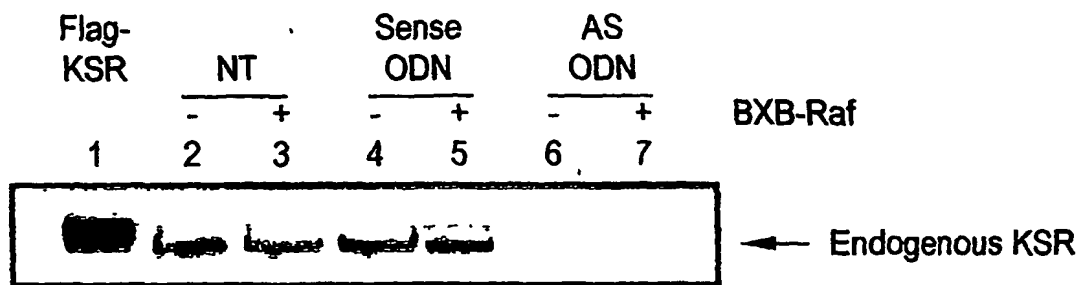 Flag-
KSR
NT
Sense
ODN
AS
ODN
- + - + - + BXB-Raf
1 2 3 4 5 6 7
Endogenous KSR